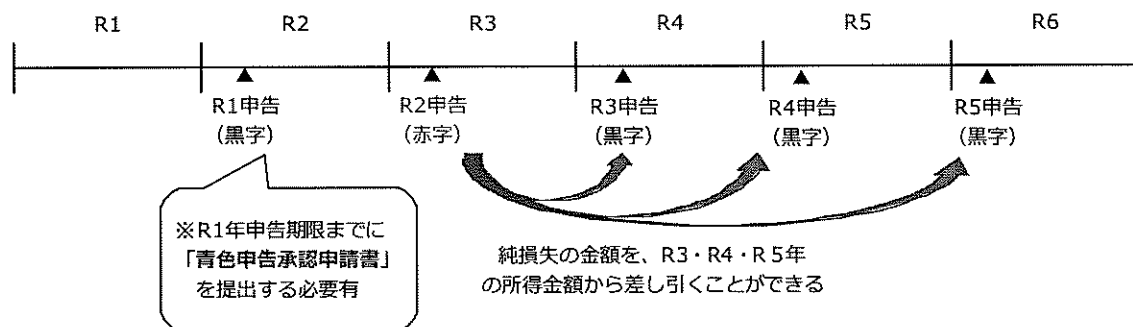 R1
R2
R3
R4
R5
R6
R1申告
(黒字)
R2申告
(赤字)
R3申告
(黒字)
R4申告
(黒字)
R5申告
(黒字)
※R1年申告期限までに
「青色申告承認申請書」
を提出する必要有
純損失の金額を、R3・R4・R5年
の所得金額から差し引くことができる